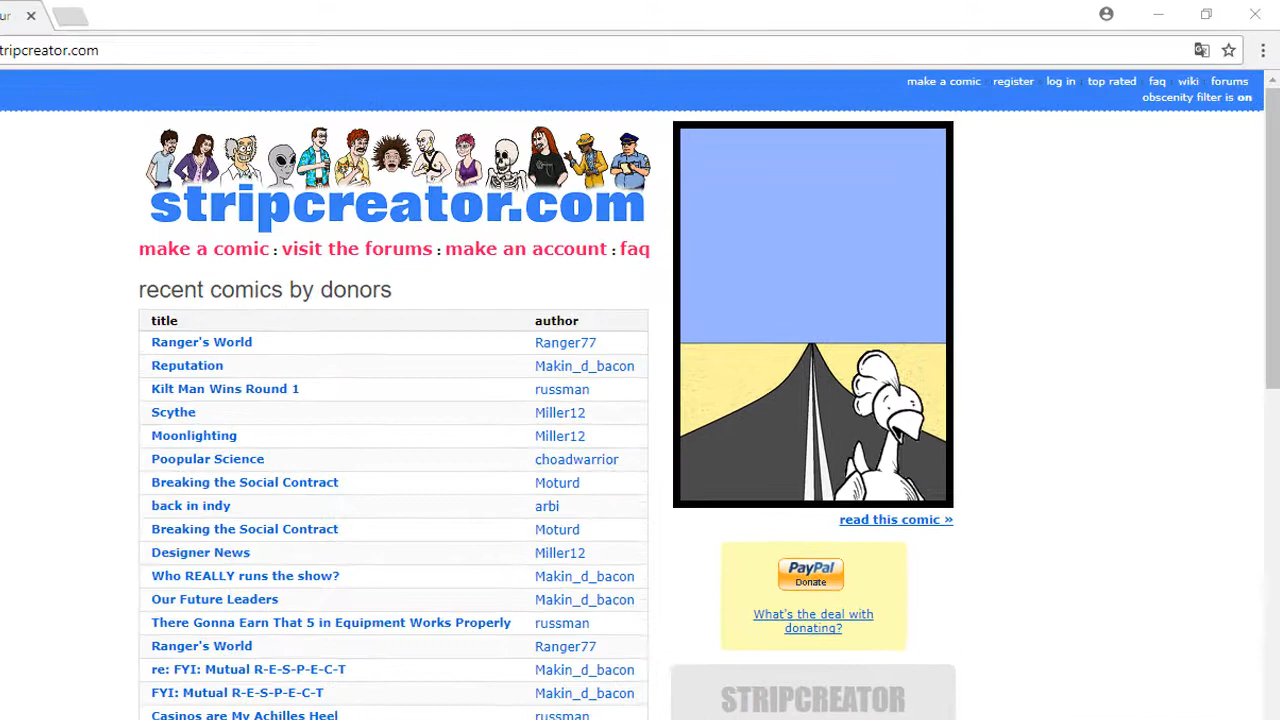 ur
tripcreator.com
make a comic register log in top rated faq wiki forums
obscenity filter is on
stripcreator.com
make a comic : visit the forums : make an account : faq
recent comics by donors
title author
Ranger's World Ranger77
Reputation Makin_d_bacon
Kilt Man Wins Round 1 russman
Scythe Miller12
Moonlighting Miller12
Poopular Science choadwarrior
Breaking the Social Contract Moturd
back in indy arbi
Breaking the Social Contract Moturd
Designer News Miller12
Who REALLY runs the show? Makin_d_bacon
Our Future Leaders Makin_d_bacon
There Gonna Earn That 5 in Equipment Works Properly russman
Ranger's World Ranger77
re: FYI: Mutual R-E-S-P-E-C-T Makin_d_bacon
FYI: Mutual R-E-S-P-E-C-T Makin_d_bacon
Casinos are My Achilles Heel russman
read this comic »
PayPal
Donate
What's the deal with
donating?
STRIPCREATOR